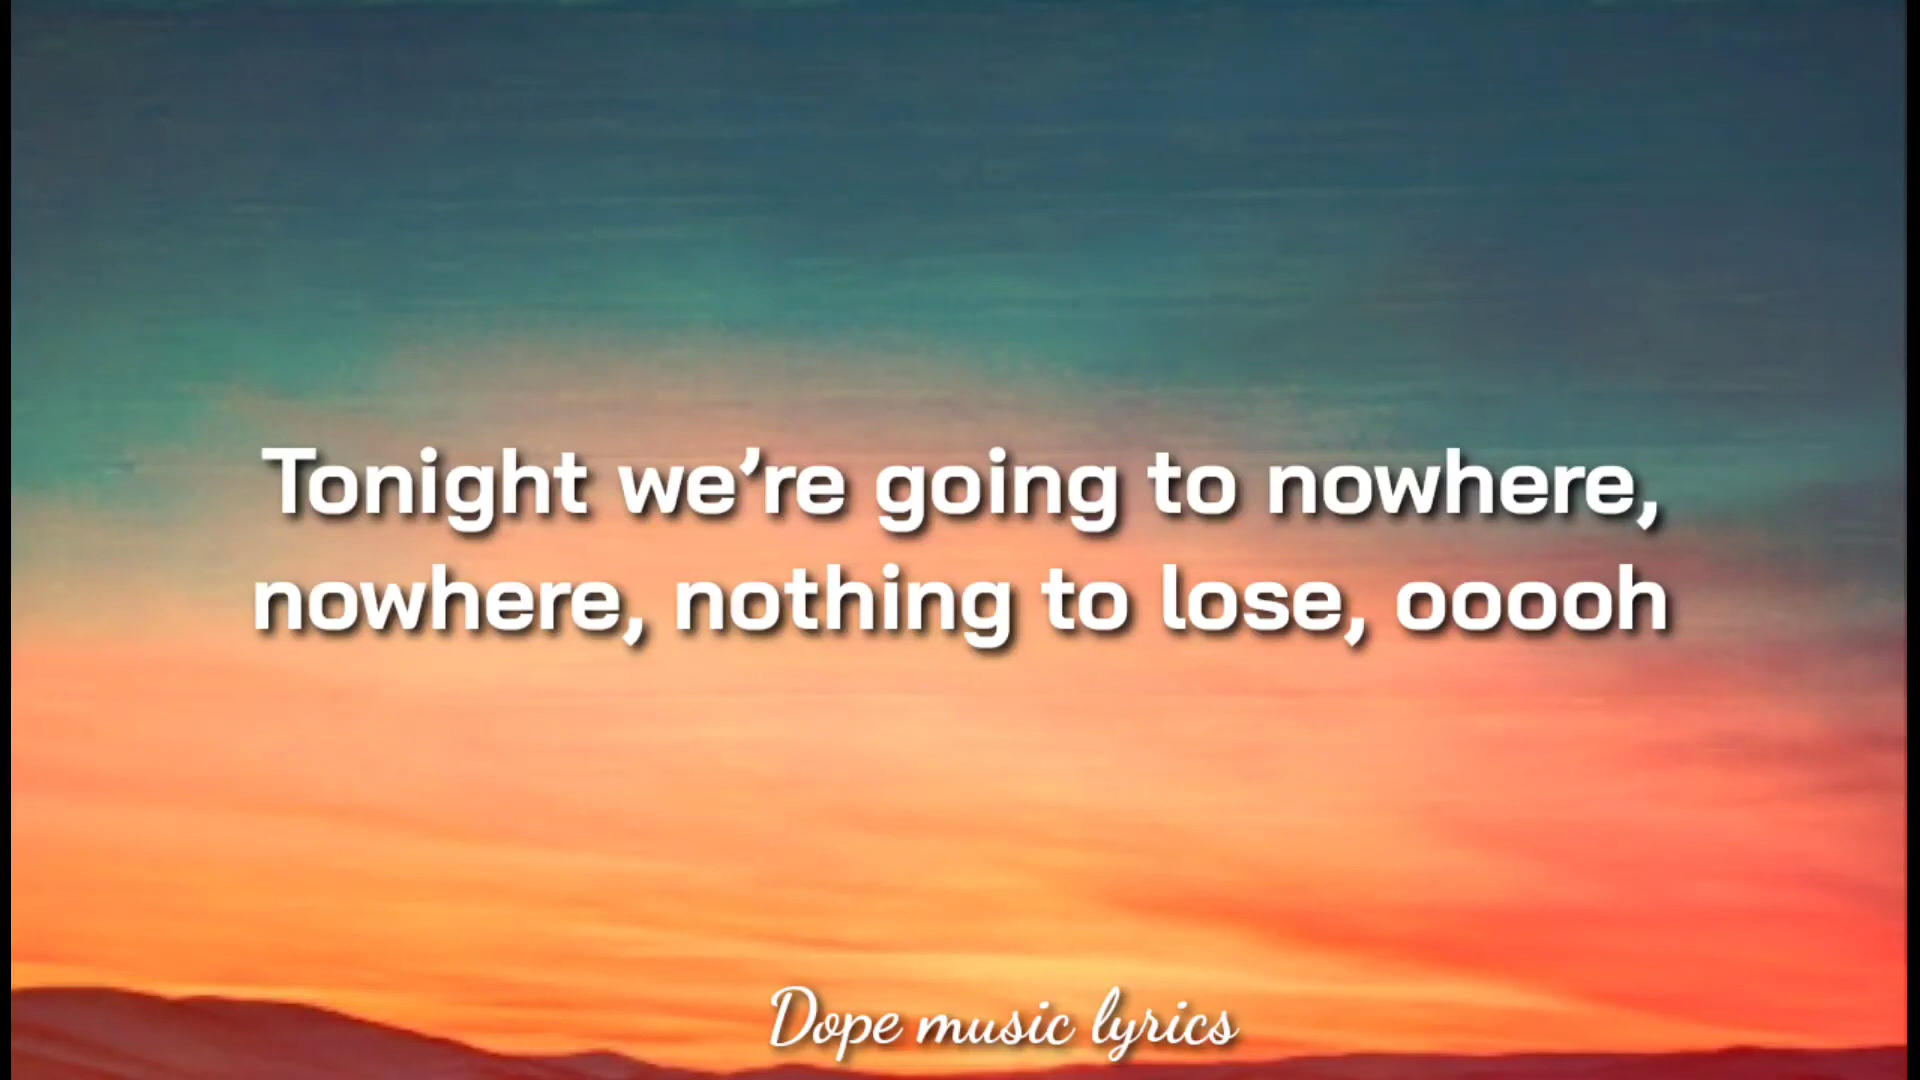 Tonight we’re going to nowhere,
nowhere, nothing to lose, ooooh
Dope music lyrics